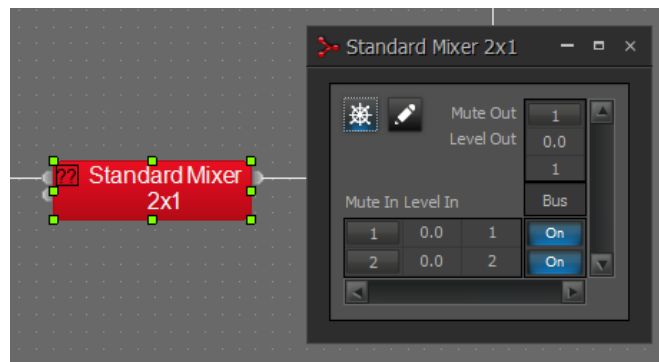 Standard Mixer 2x1
?? Standard Mixer
2x1
Mute Out 1
Level Out 0.0
1
Mute In Level In Bus
1 0.0 1 On
2 0.0 2 On